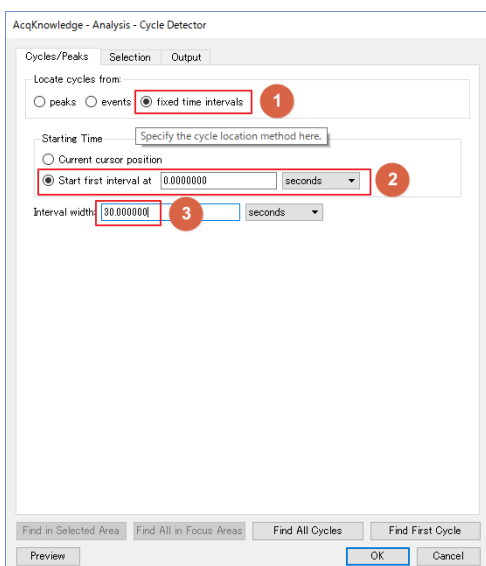 AcqKnowledge - Analysis - Cycle Detector
Cycles/Peaks Selection Output
Locate cycles from:
peaks events fixed time intervals 1
Starting Time Specify the cycle location method here.
Current cursor position
Start first interval at 0.0000000 seconds 2
Interval width: 30.000000 3 seconds
Find in Selected Area Find All in Focus Areas Find All Cycles Find First Cycle
Preview OK Cancel